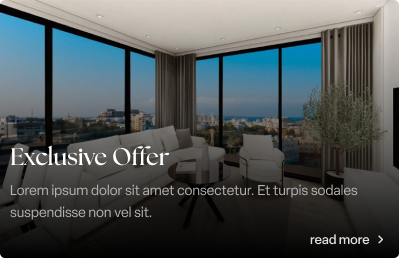 Exclusive Offer
Lorem ipsum dolor sit amet consectetur. Et turpis sodales
suspendisse non vel sit.
read more